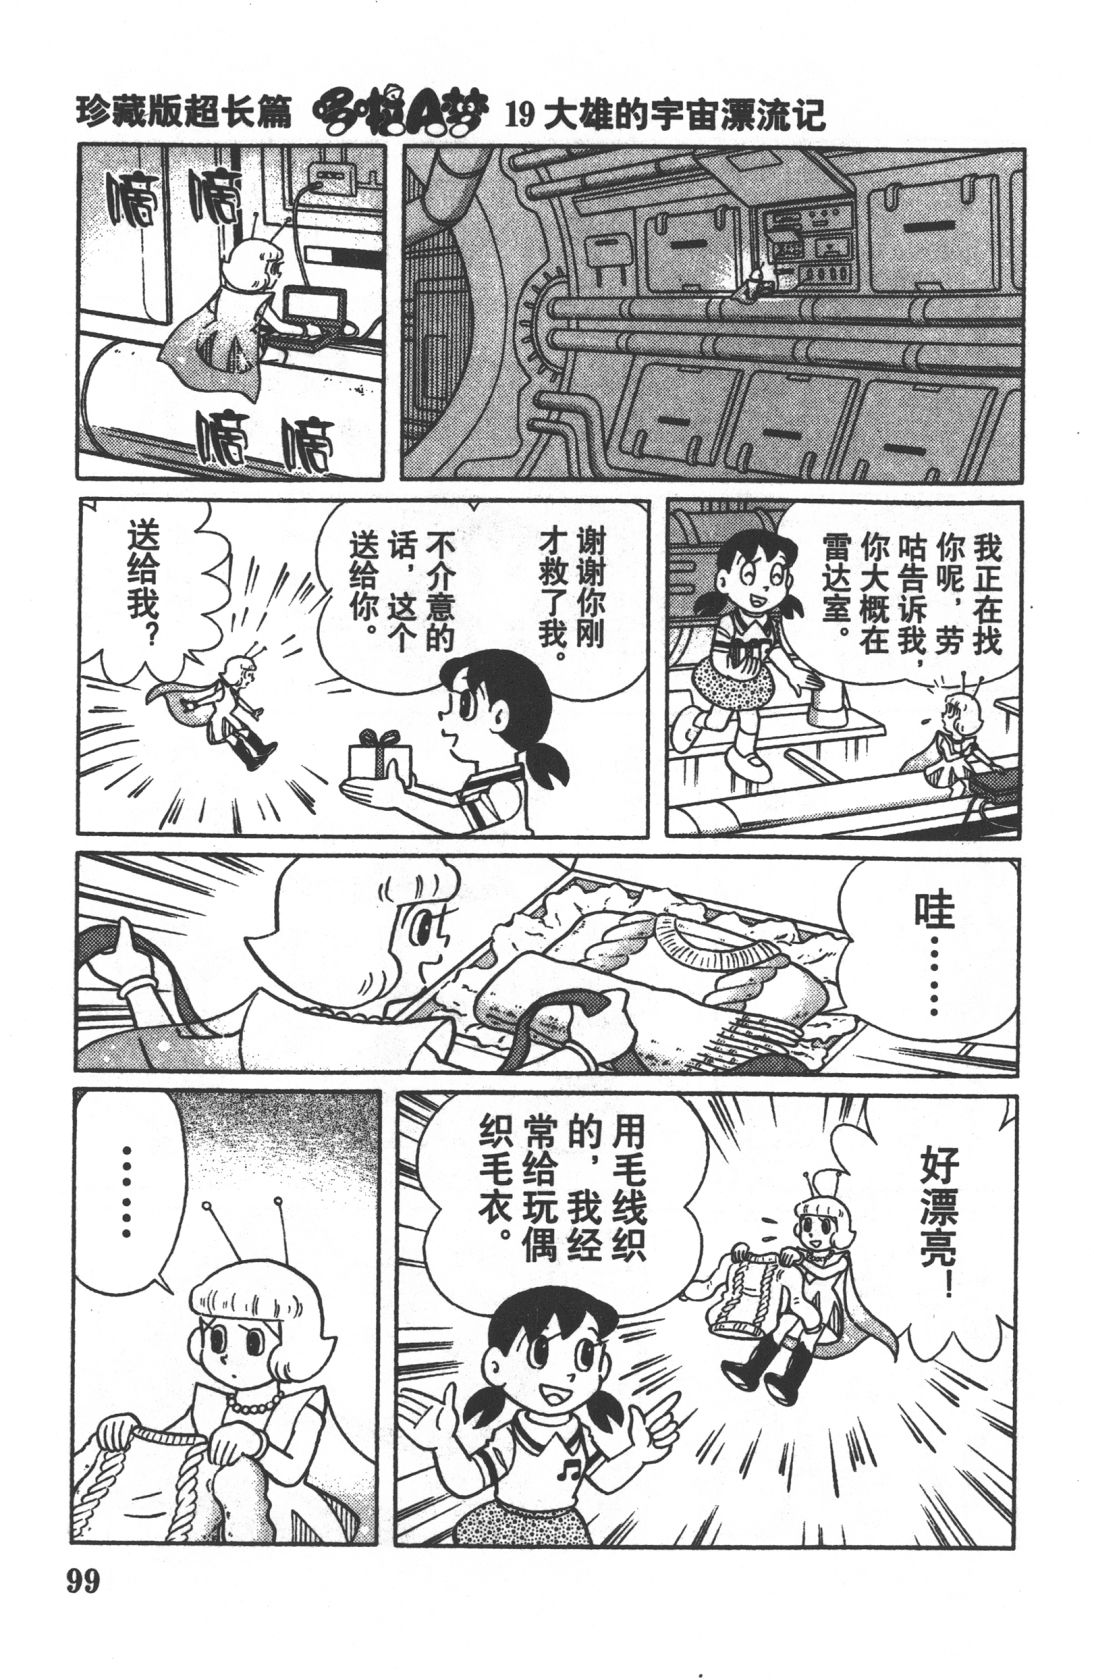 珍藏版超长篇 哆啦A梦 19 大雄的宇宙漂流记
嘀
嘀
嘀
嘀
我正在找
你呢，劳
咕告诉我，
你大概在
雷达室。
谢谢你刚
才救了我。
不介意的
话，这个
送给你。
送给我？
哇……
好漂亮！
用毛线织
的，我经
常给玩偶
织毛衣。
……
99